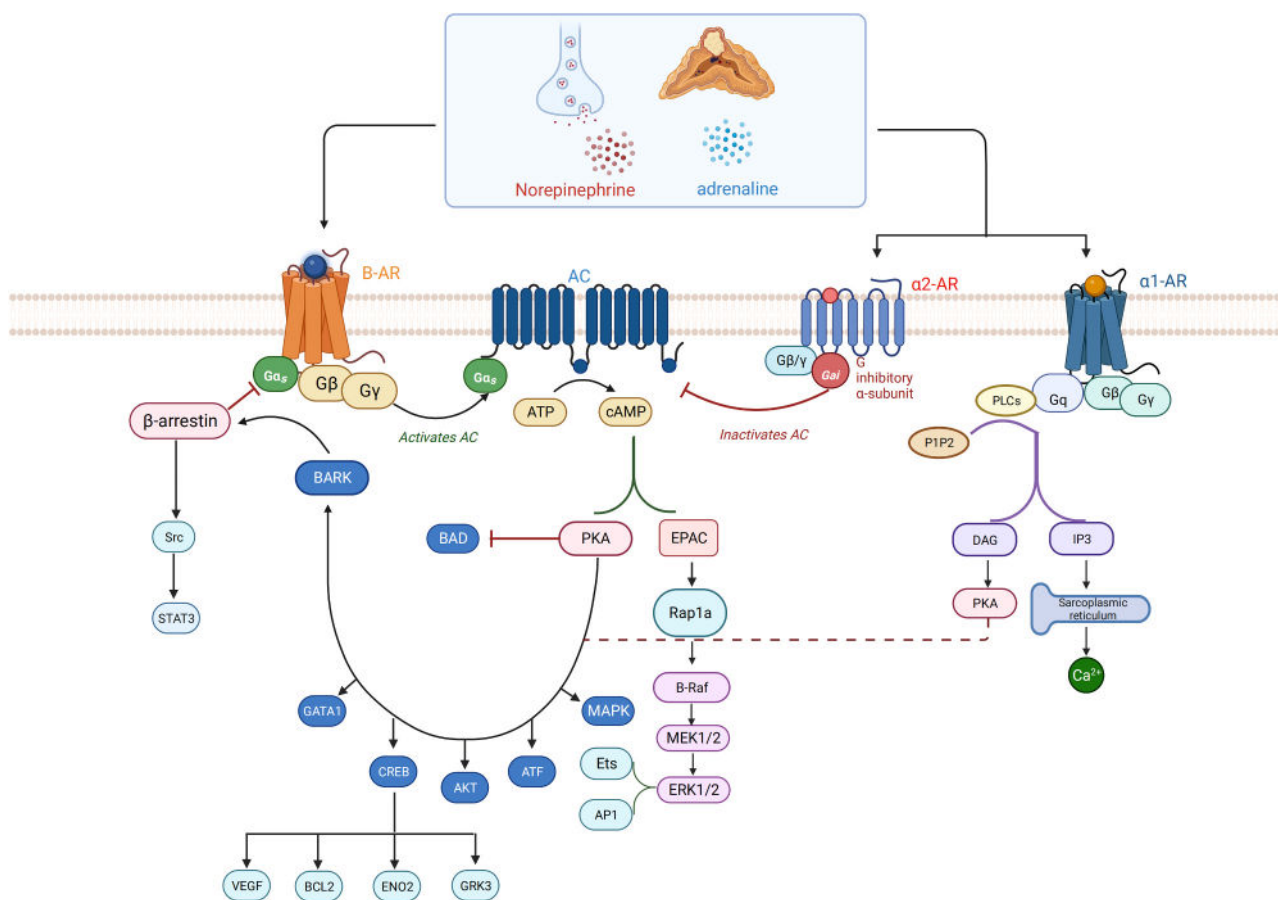 Norepinephrine
adrenaline
B-AR
AC
α2-AR
α1-AR
Gαs
Gβ
Gγ
Gαs
Gβ/γ
Gai
G
inhibitory
α-subunit
PLCs
Gq
Gβ
Gγ
β-arrestin
Activates AC
ATP
cAMP
Inactivates AC
P1P2
BARK
Src
BAD
PKA
EPAC
DAG
IP3
STAT3
Rap1a
PKA
Sarcoplasmic
reticulum
B-Raf
Ca²⁺
GATA1
MAPK
MEK1/2
CREB
AKT
ATF
Ets
ERK1/2
AP1
VEGF
BCL2
ENO2
GRK3